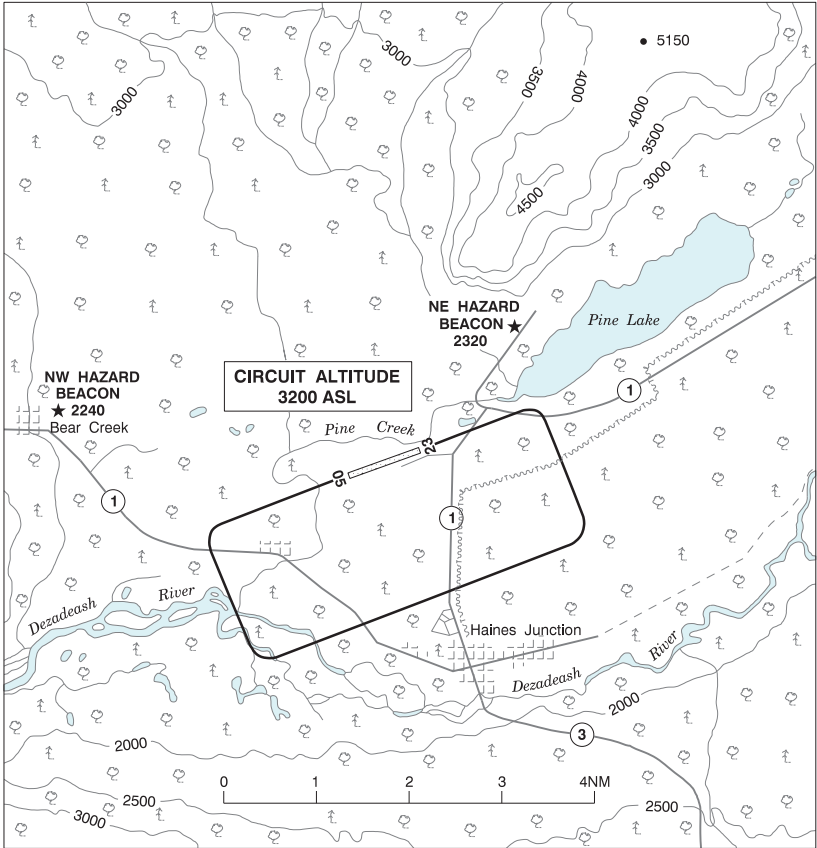 5150
3000
3000
3500
4000
4000
3500
3000
4500
NE HAZARD
BEACON
2320
Pine Lake
NW HAZARD
BEACON
2240
Bear Creek
CIRCUIT ALTITUDE
3200 ASL
1
Pine Creek
23
05
1
1
Dezadeash River
Haines Junction
Dezadeash River
2000
2000
3
0 1 2 3 4NM
2500
2500
3000